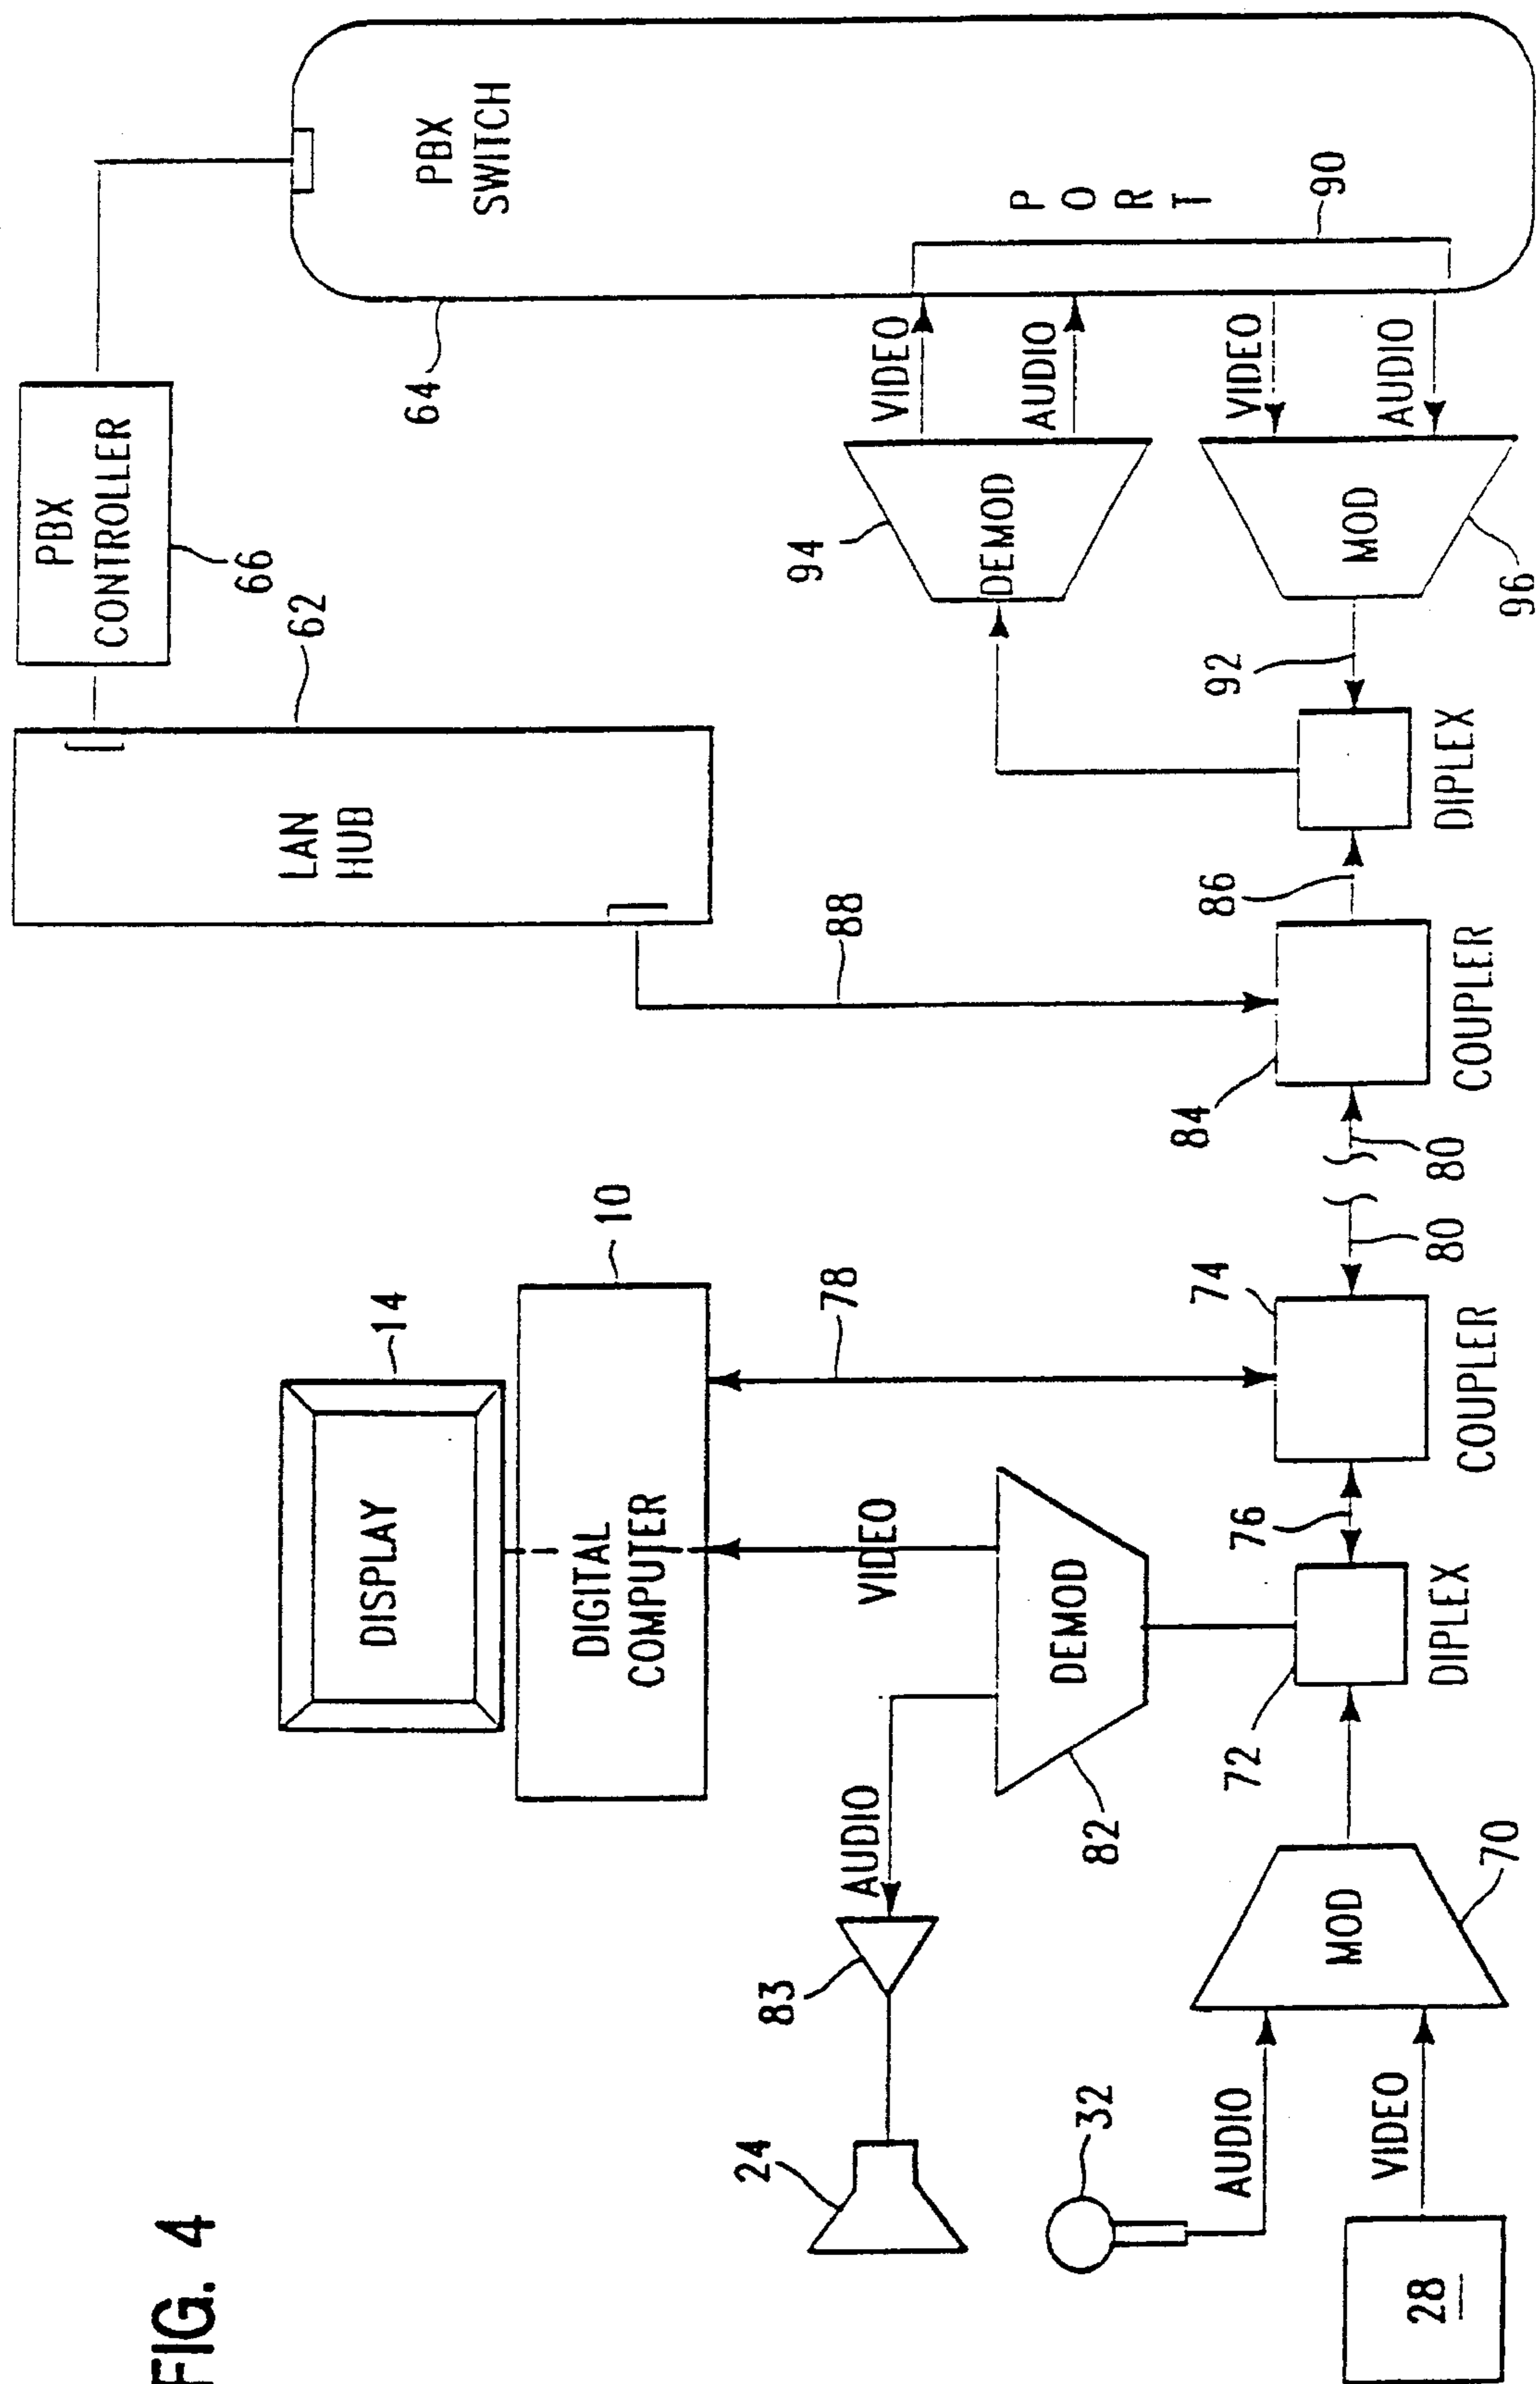 FIG. 4
PBX
CONTROLLER
66
62
LAN
HUB
PBX
SWITCH
64
PORT
90
VIDEO
AUDIO
VIDEO
AUDIO
DEMOD
94
MOD
96
92
DIPLEX
86
88
COUPLER
84
80
80
14
DISPLAY
10
DIGITAL
COMPUTER
78
74
COUPLER
76
VIDEO
DEMOD
82
AUDIO
83
24
DIPLEX
72
MOD
70
32
AUDIO
VIDEO
28